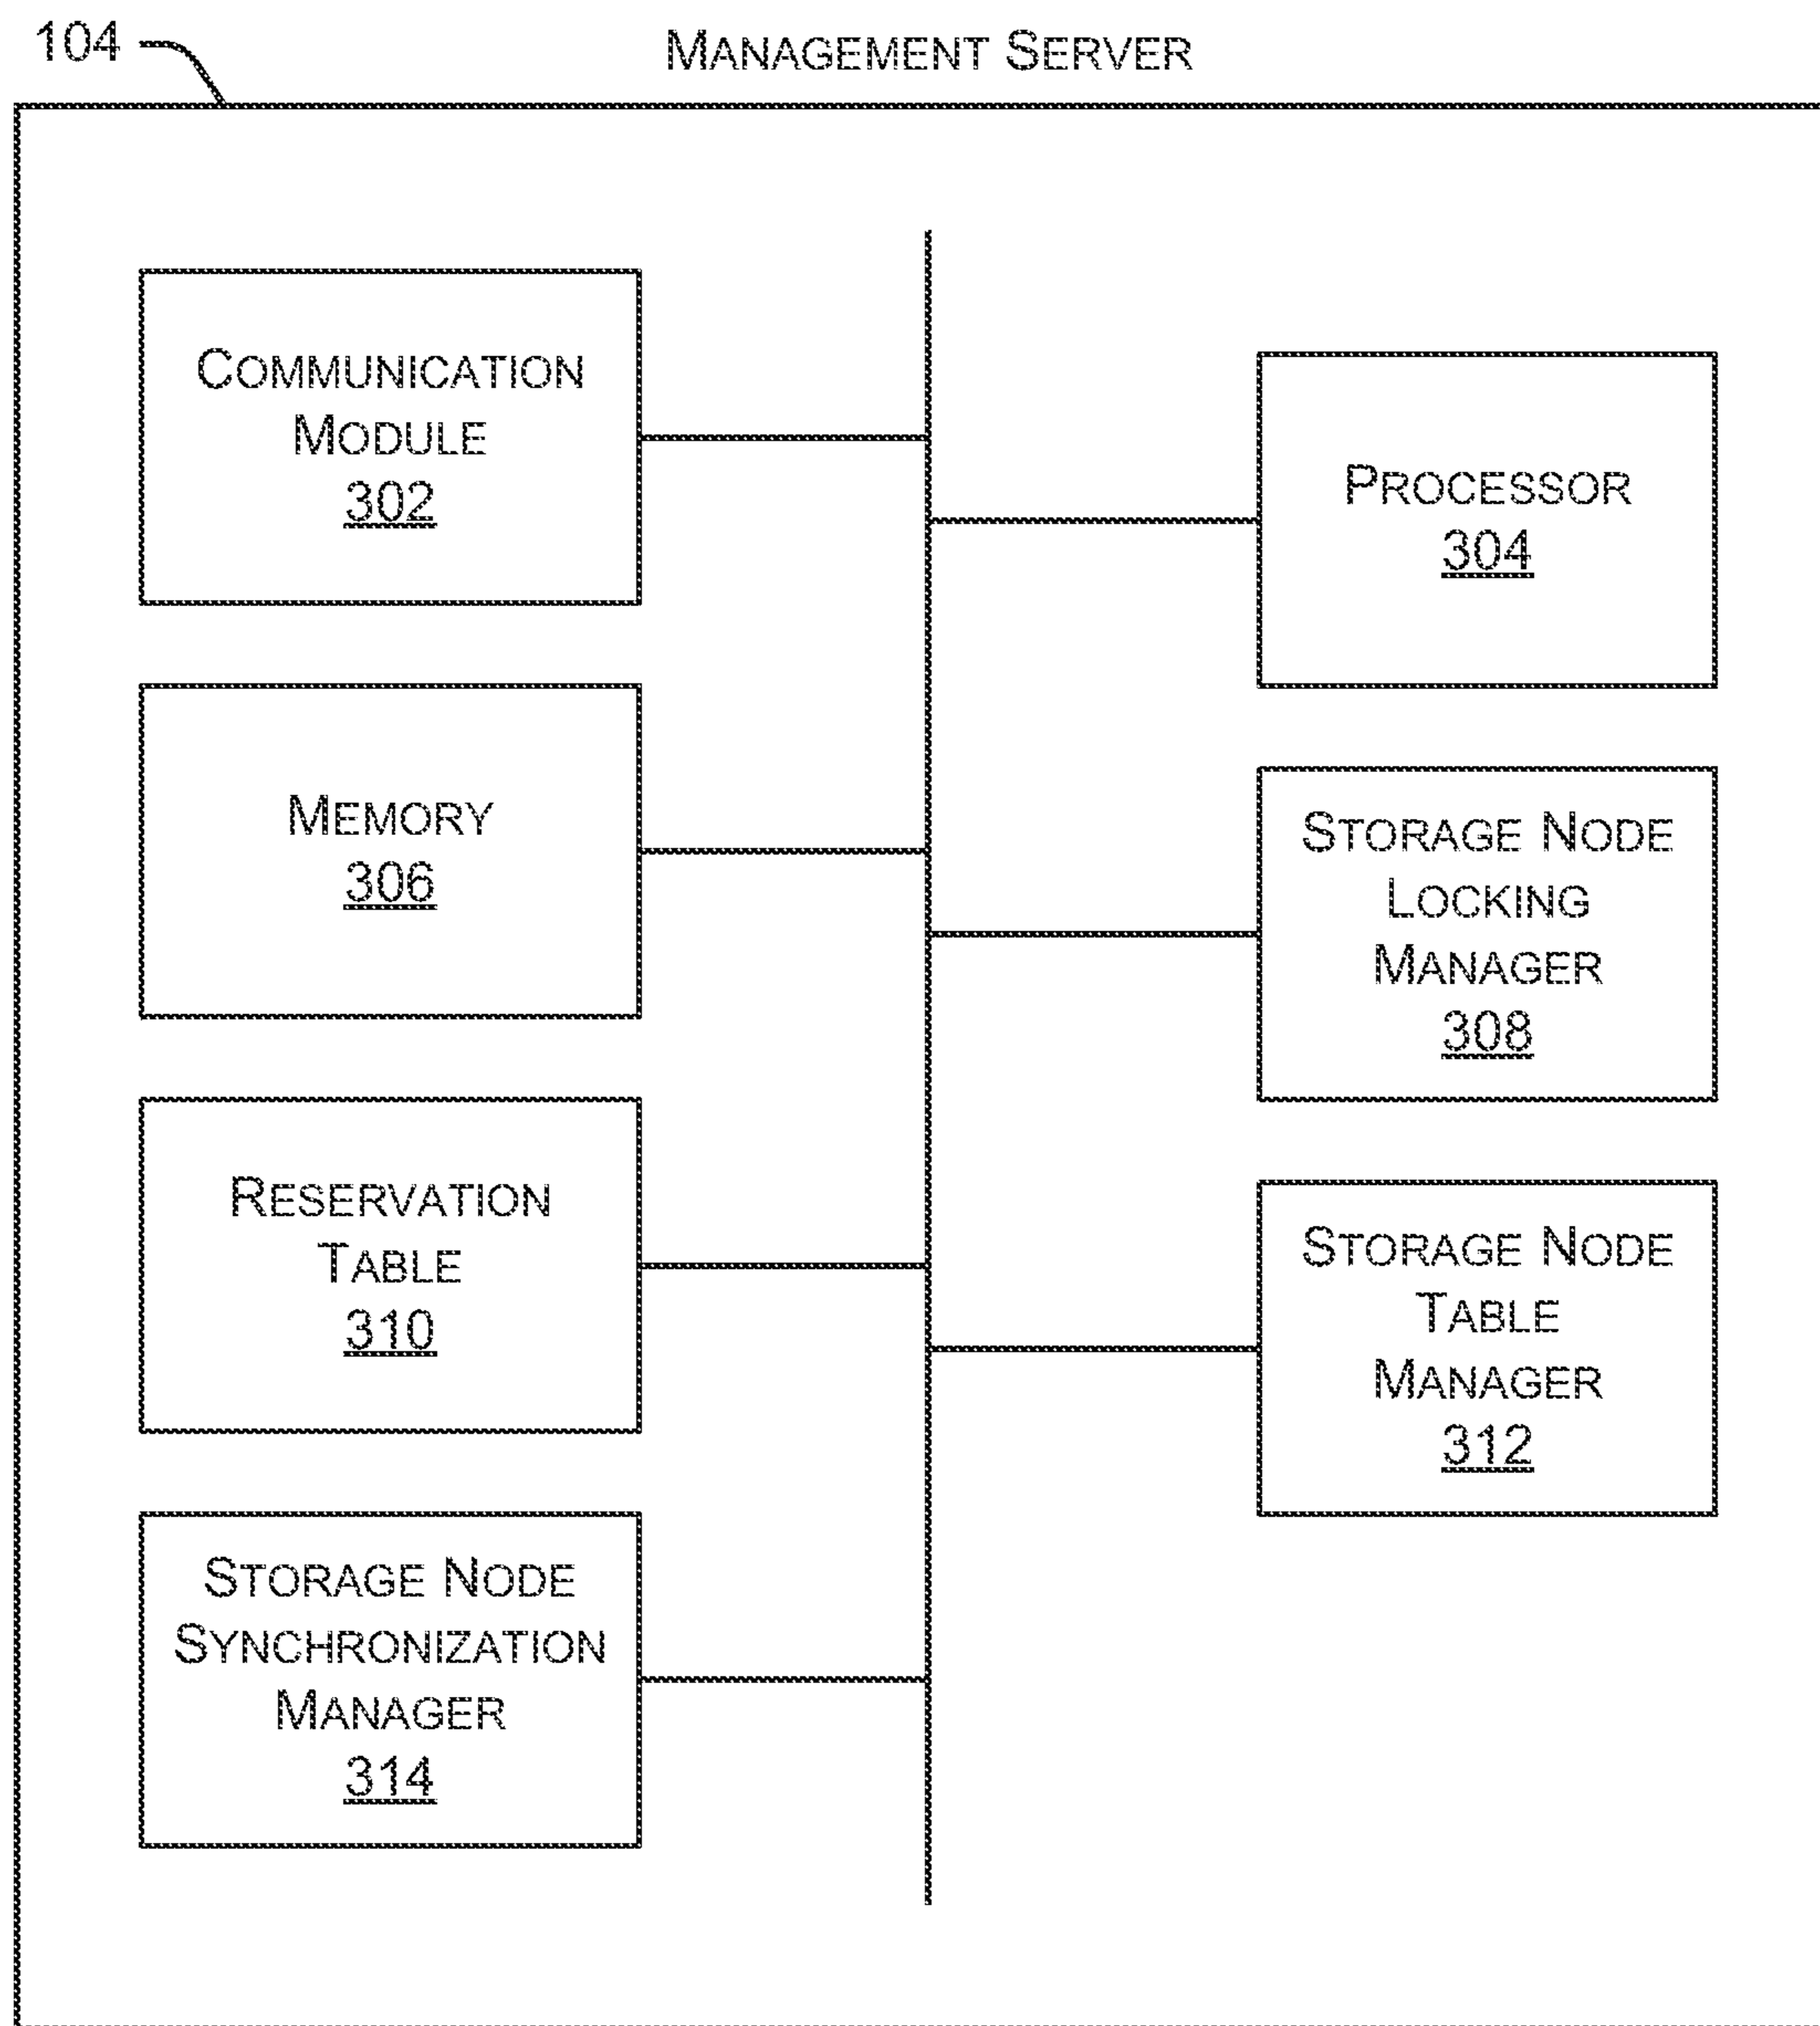 104
MANAGEMENT SERVER
COMMUNICATION
MODULE
302
PROCESSOR
304
MEMORY
306
STORAGE NODE
LOCKING
MANAGER
308
RESERVATION
TABLE
310
STORAGE NODE
TABLE
MANAGER
312
STORAGE NODE
SYNCHRONIZATION
MANAGER
314